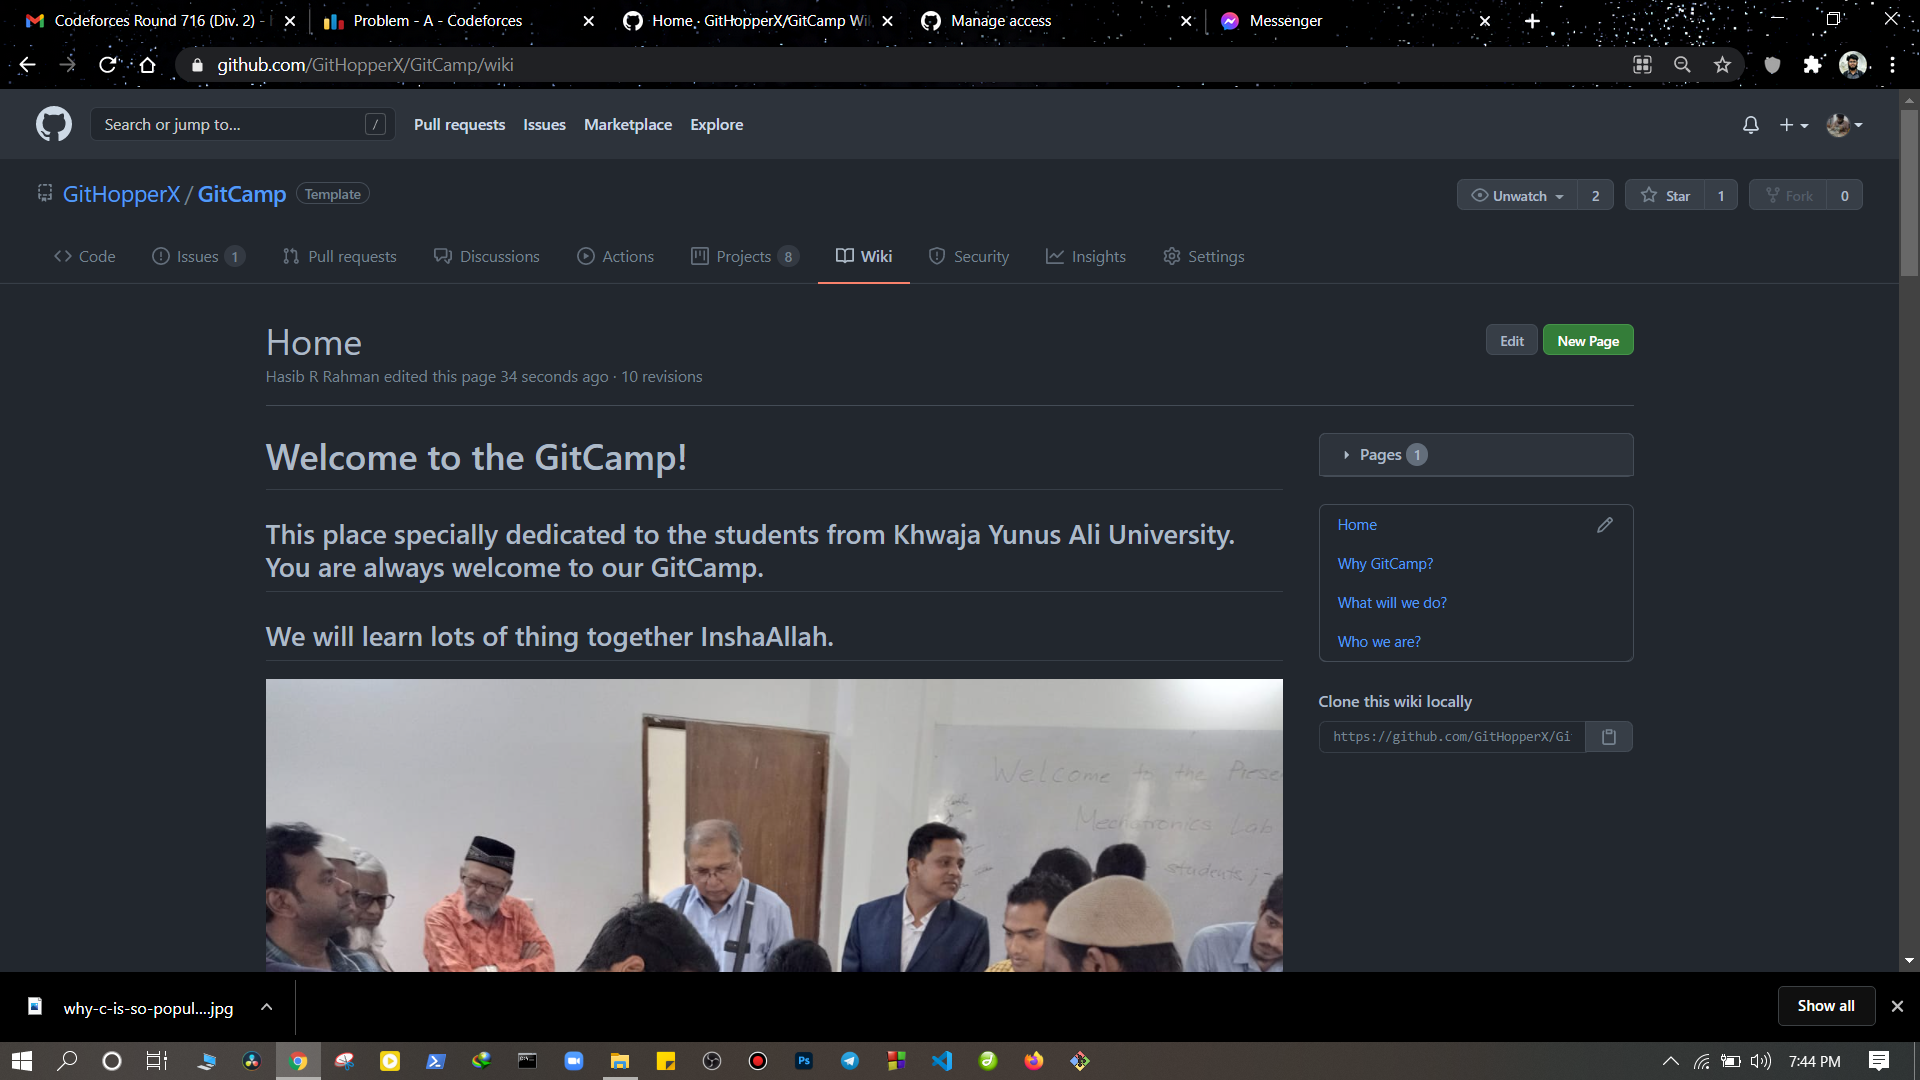 Codeforces Round 716 (Div. 2) -
Problem - A - Codeforces
Home · GitHopperX/GitCamp Wi
Manage access
Messenger
github.com/GitHopperX/GitCamp/wiki
Search or jump to...
/
Pull requests
Issues
Marketplace
Explore
GitHopperX / GitCamp
Template
Unwatch
2
Star
1
Fork
0
Code
Issues 1
Pull requests
Discussions
Actions
Projects 8
Wiki
Security
Insights
Settings
Home
Edit
New Page
Hasib R Rahman edited this page 34 seconds ago · 10 revisions
Welcome to the GitCamp!
This place specially dedicated to the students from Khwaja Yunus Ali University.
You are always welcome to our GitCamp.
We will learn lots of thing together InshaAllah.
Welcome to the Prese
Mechatronics Lab
students
Pages 1
Home
Why GitCamp?
What will we do?
Who we are?
Clone this wiki locally
https://github.com/GitHopperX/Gi
why-c-is-so-popul....jpg
Show all
Ps
7:44 PM